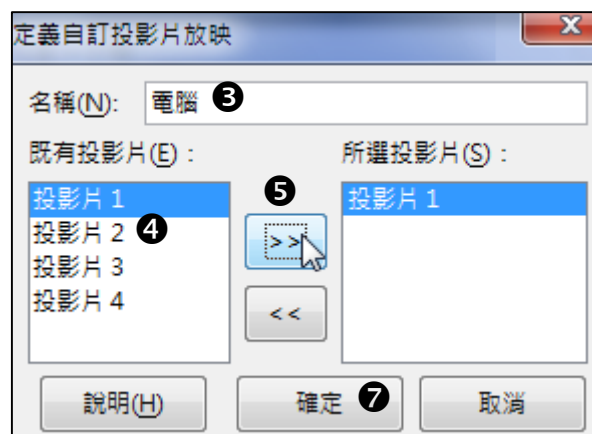 定義自訂投影片放映
名稱(N): 電腦 ❸
既有投影片(E)： 所選投影片(S)：
投影片 1 ❺ 投影片 1
投影片 2 ❹ >>
投影片 3
投影片 4 <<
說明(H) 確定 ❼ 取消